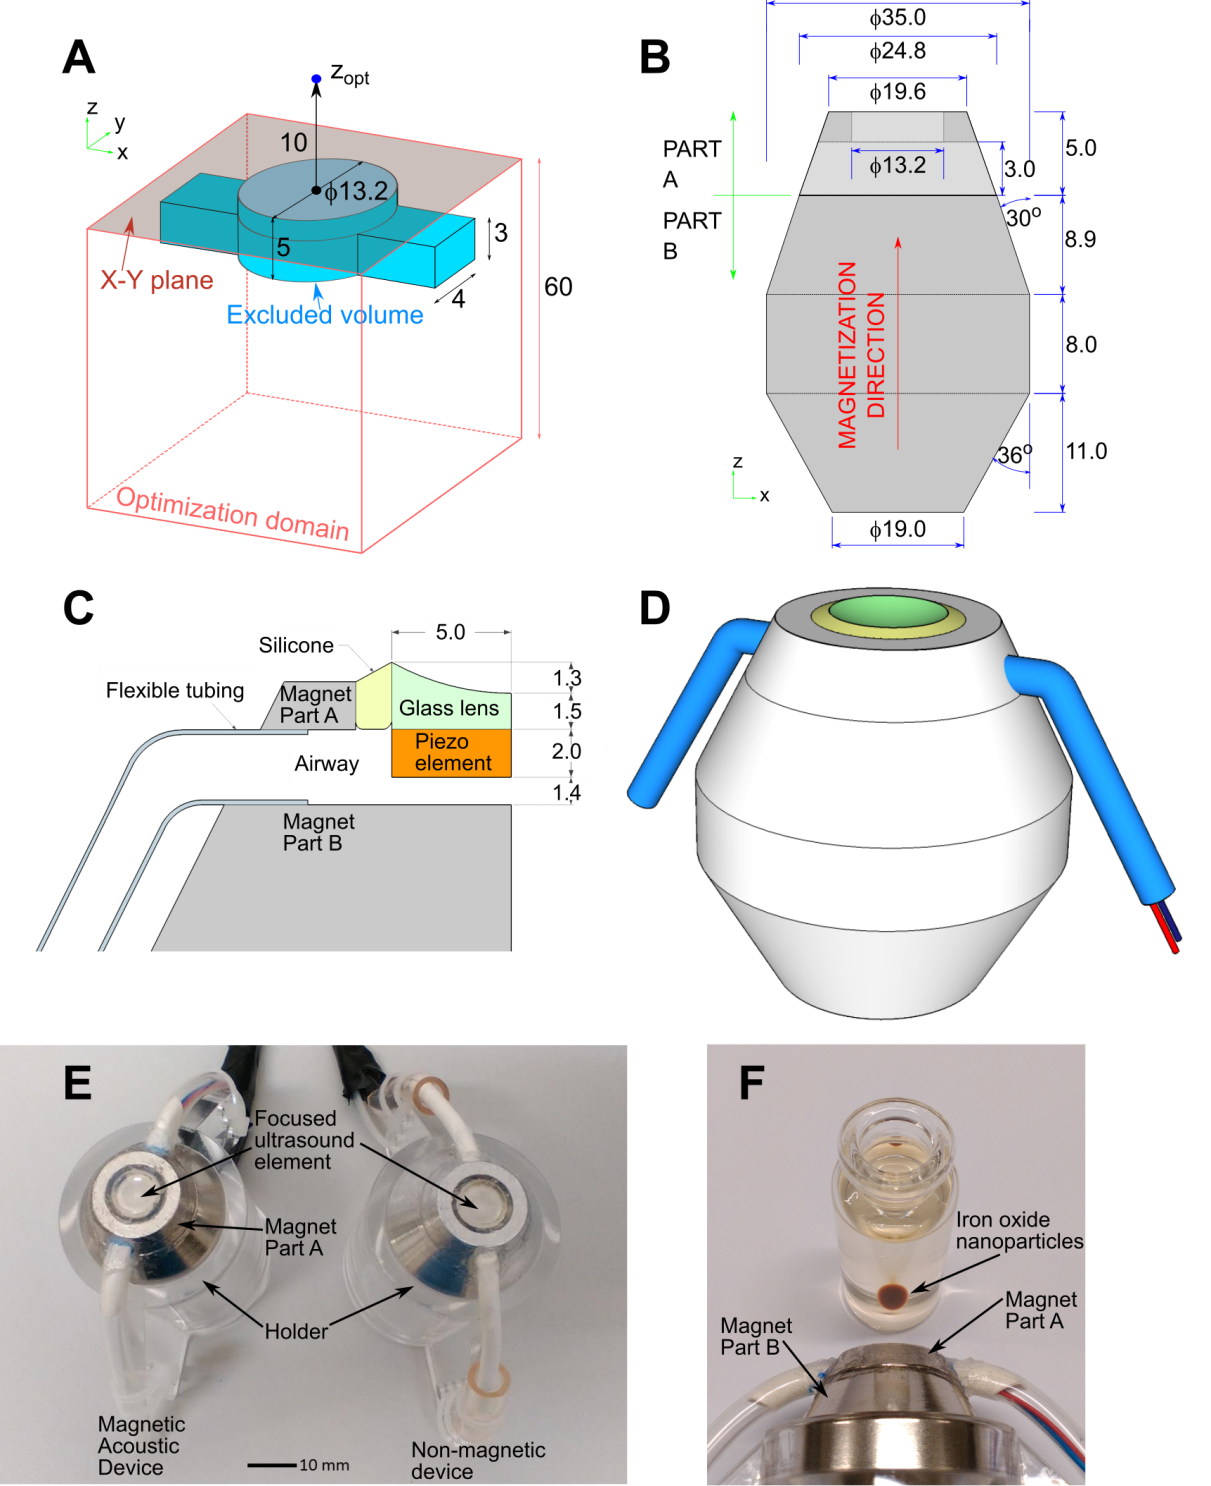 A
z_opt
z
y
x
10
ϕ13.2
5
3
4
60
X-Y plane
Excluded volume
Optimization domain
B
ϕ35.0
ϕ24.8
ϕ19.6
PART
A
ϕ13.2
5.0
3.0
PART
B
30°
8.9
MAGNETIZATION
DIRECTION
8.0
36°
11.0
z
x
ϕ19.0
C
5.0
Silicone
Flexible tubing
Magnet
Part A
Glass lens
Piezo
element
Airway
Magnet
Part B
1.3
1.5
2.0
1.4
D
E
Focused
ultrasound
element
Magnet
Part A
Holder
Magnetic
Acoustic
Device
10 mm
Non-magnetic
device
F
Iron oxide
nanoparticles
Magnet
Part A
Magnet
Part B